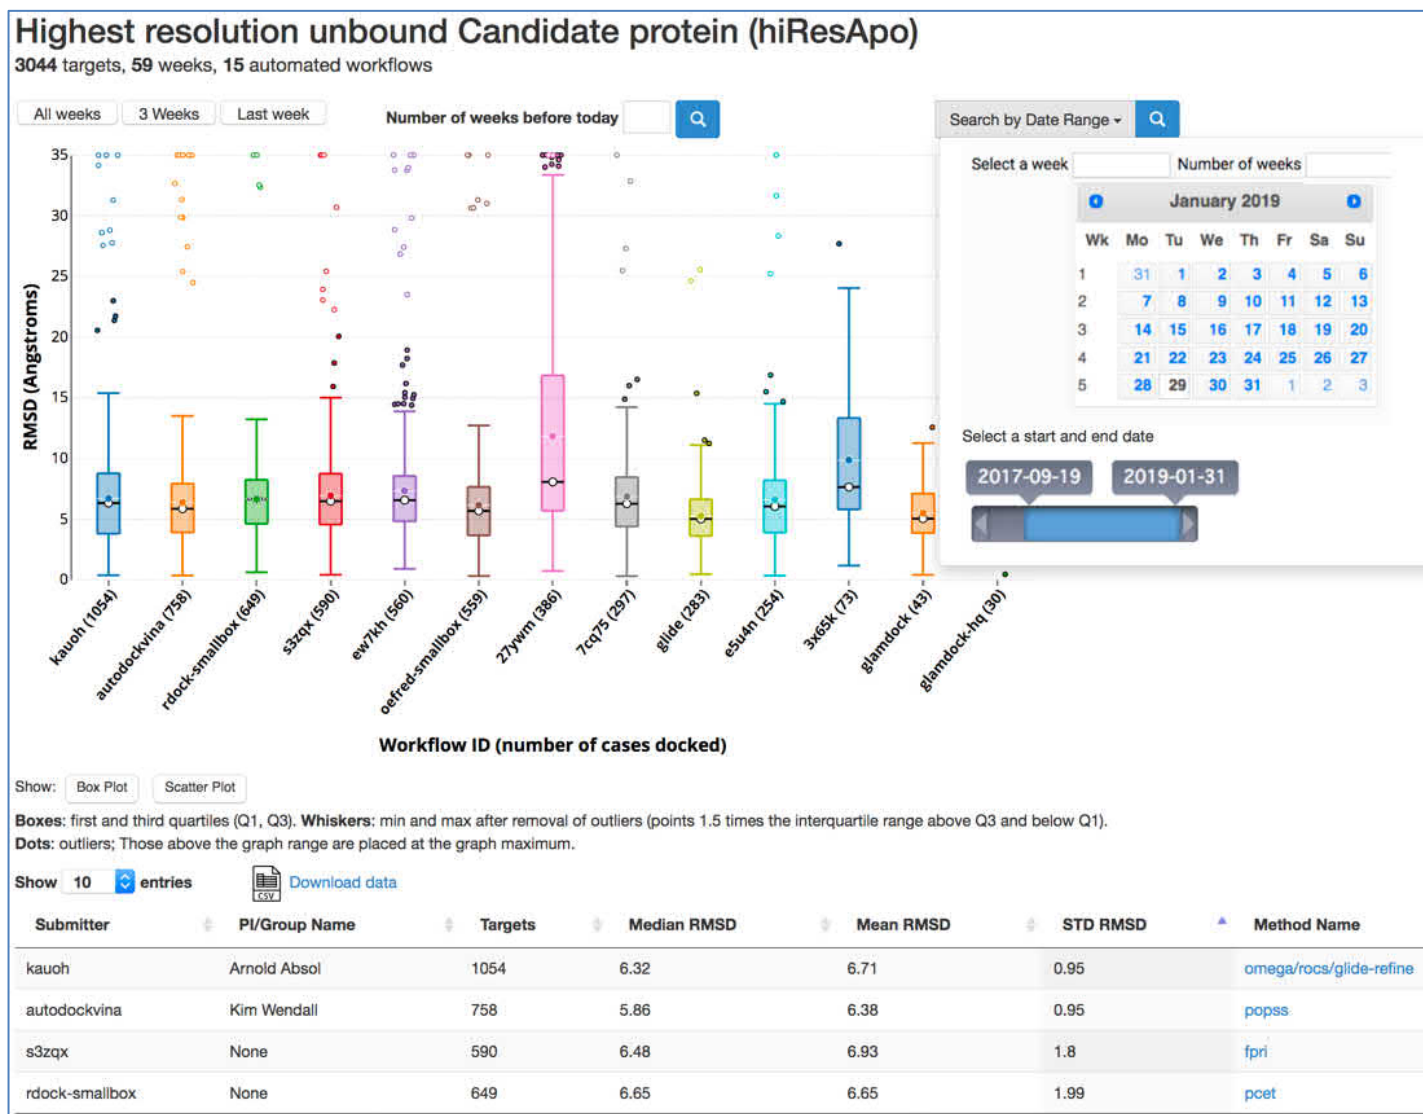 Highest resolution unbound Candidate protein (hiResApo)
3044 targets, 59 weeks, 15 automated workflows
All weeks 3 Weeks Last week Number of weeks before today Search by Date Range
Select a week Number of weeks
January 2019
Wk Mo Tu We Th Fr Sa Su
1 31 1 2 3 4 5 6
2 7 8 9 10 11 12 13
3 14 15 16 17 18 19 20
4 21 22 23 24 25 26 27
5 28 29 30 31 1 2 3
Select a start and end date
2017-09-19 2019-01-31
RMSD (Angstroms)
35
30
25
20
15
10
5
0
kauoh (1054)
autodockvina (758)
rdock-smallbox (649)
s3zqx (590)
ew7kh (560)
oefred-smallbox (559)
27ywm (386)
7cq75 (297)
glide (283)
e5u4n (254)
3x65k (73)
glamdock (43)
glamdock-hq (30)
Workflow ID (number of cases docked)
Show: Box Plot Scatter Plot
Boxes: first and third quartiles (Q1, Q3). Whiskers: min and max after removal of outliers (points 1.5 times the interquartile range above Q3 and below Q1).
Dots: outliers; Those above the graph range are placed at the graph maximum.
Show 10 entries CSV Download data
Submitter PI/Group Name Targets Median RMSD Mean RMSD STD RMSD Method Name
kauoh Arnold Absol 1054 6.32 6.71 0.95 omega/rocs/glide-refine
autodockvina Kim Wendall 758 5.86 6.38 0.95 popss
s3zqx None 590 6.48 6.93 1.8 fpri
rdock-smallbox None 649 6.65 6.65 1.99 pcet